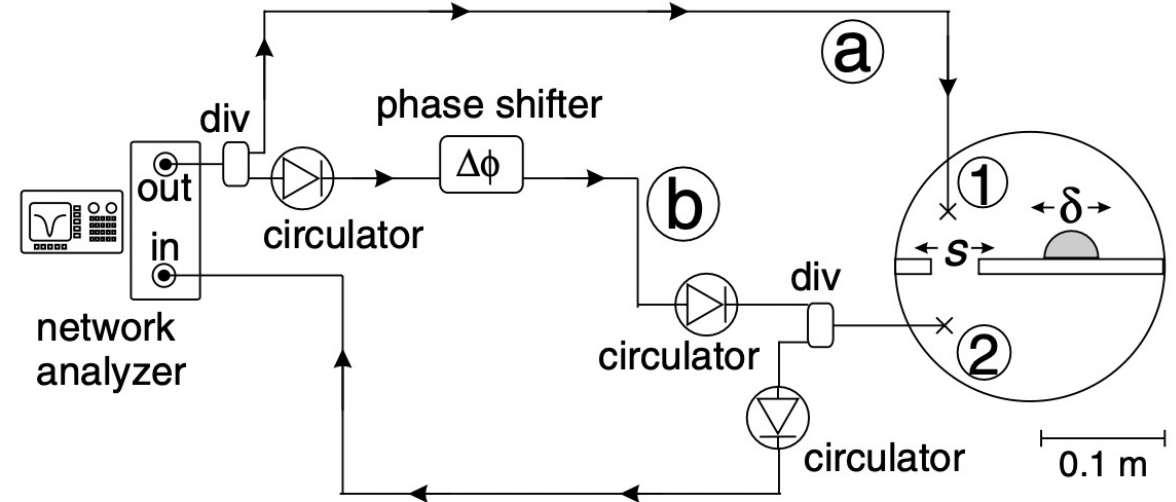 a
phase shifter
div
Δϕ
out
1
δ
circulator
b
s
in
div
network
analyzer
circulator
2
circulator
0.1 m